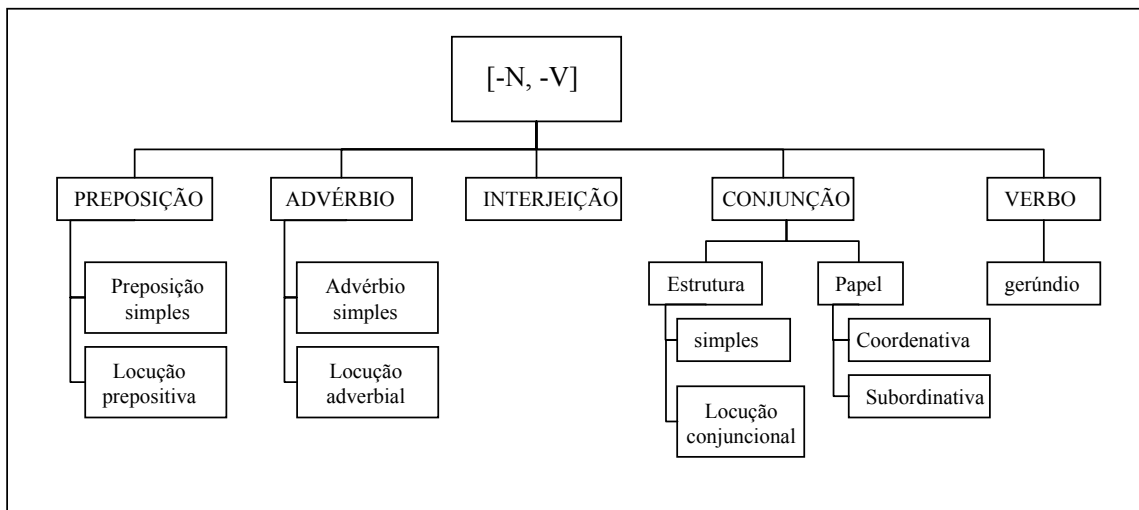 [-N, -V]
PREPOSIÇÃO
ADVÉRBIO
INTERJEIÇÃO
CONJUNÇÃO
VERBO
Preposição
simples
Locução
prepositiva
Advérbio
simples
Locução
adverbial
Estrutura
simples
Locução
conjuncional
Papel
Coordenativa
Subordinativa
gerúndio